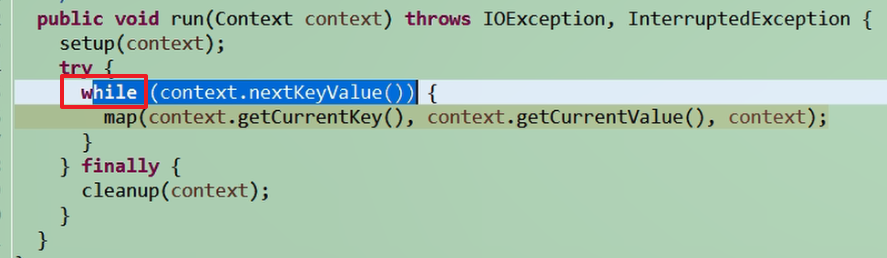 public void run(Context context) throws IOException, InterruptedException {
setup(context);
try {
while (context.nextKeyValue()) {
map(context.getCurrentKey(), context.getCurrentValue(), context);
}
} finally {
cleanup(context);
}
}